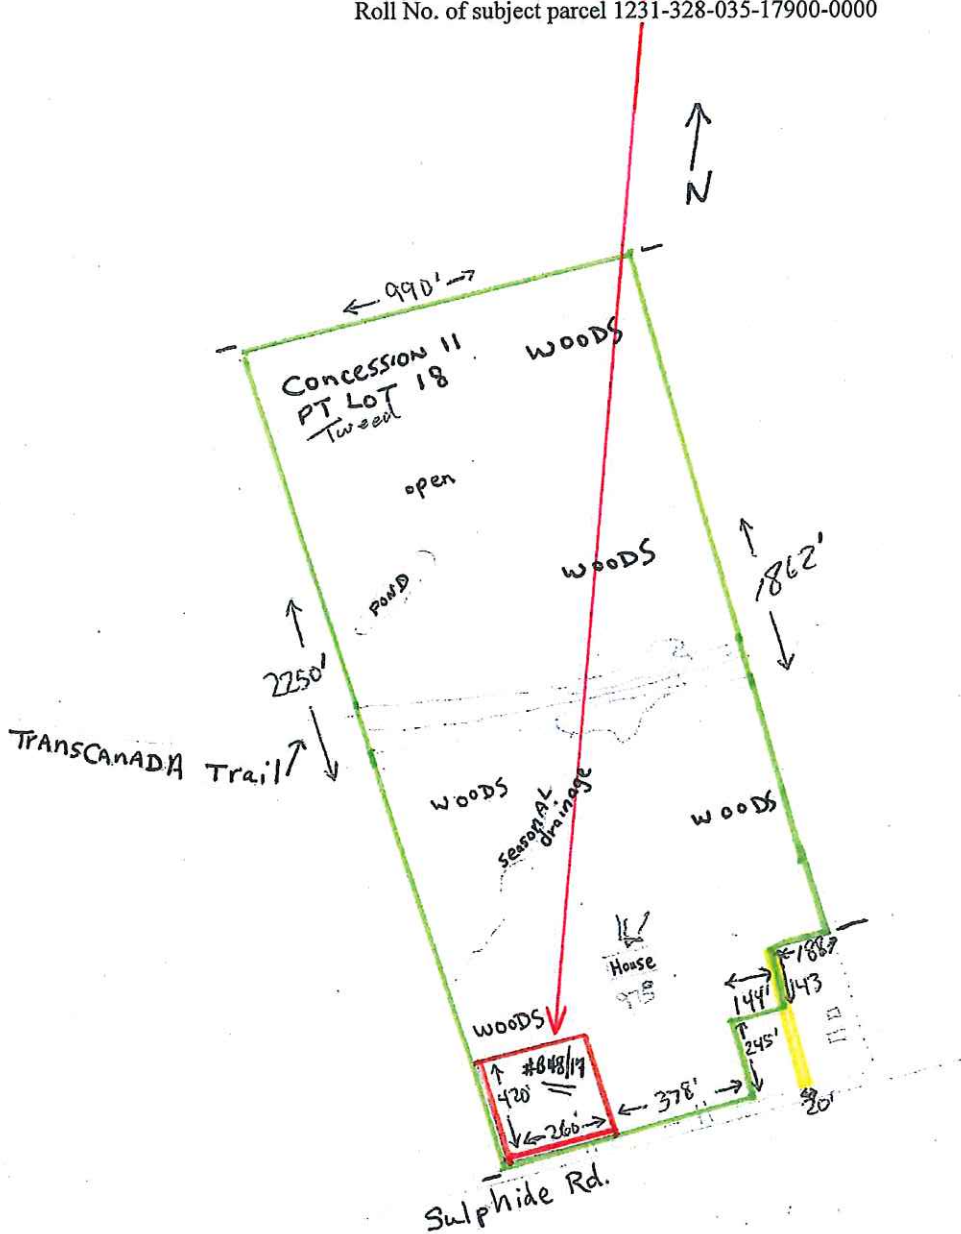 Roll No. of subject parcel 1231-328-035-17900-0000
N
990'
Concession 11
PT LOT 18
Tweed
WOODS
open
WOODS
POND
1862'
2250'
TRANSCANADA Trail
WOODS
seasonal
drainage
WOODS
House
975
188
144'
143
WOODS
245'
#B48/17
420'
378'
260'
20'
Sulphide Rd.